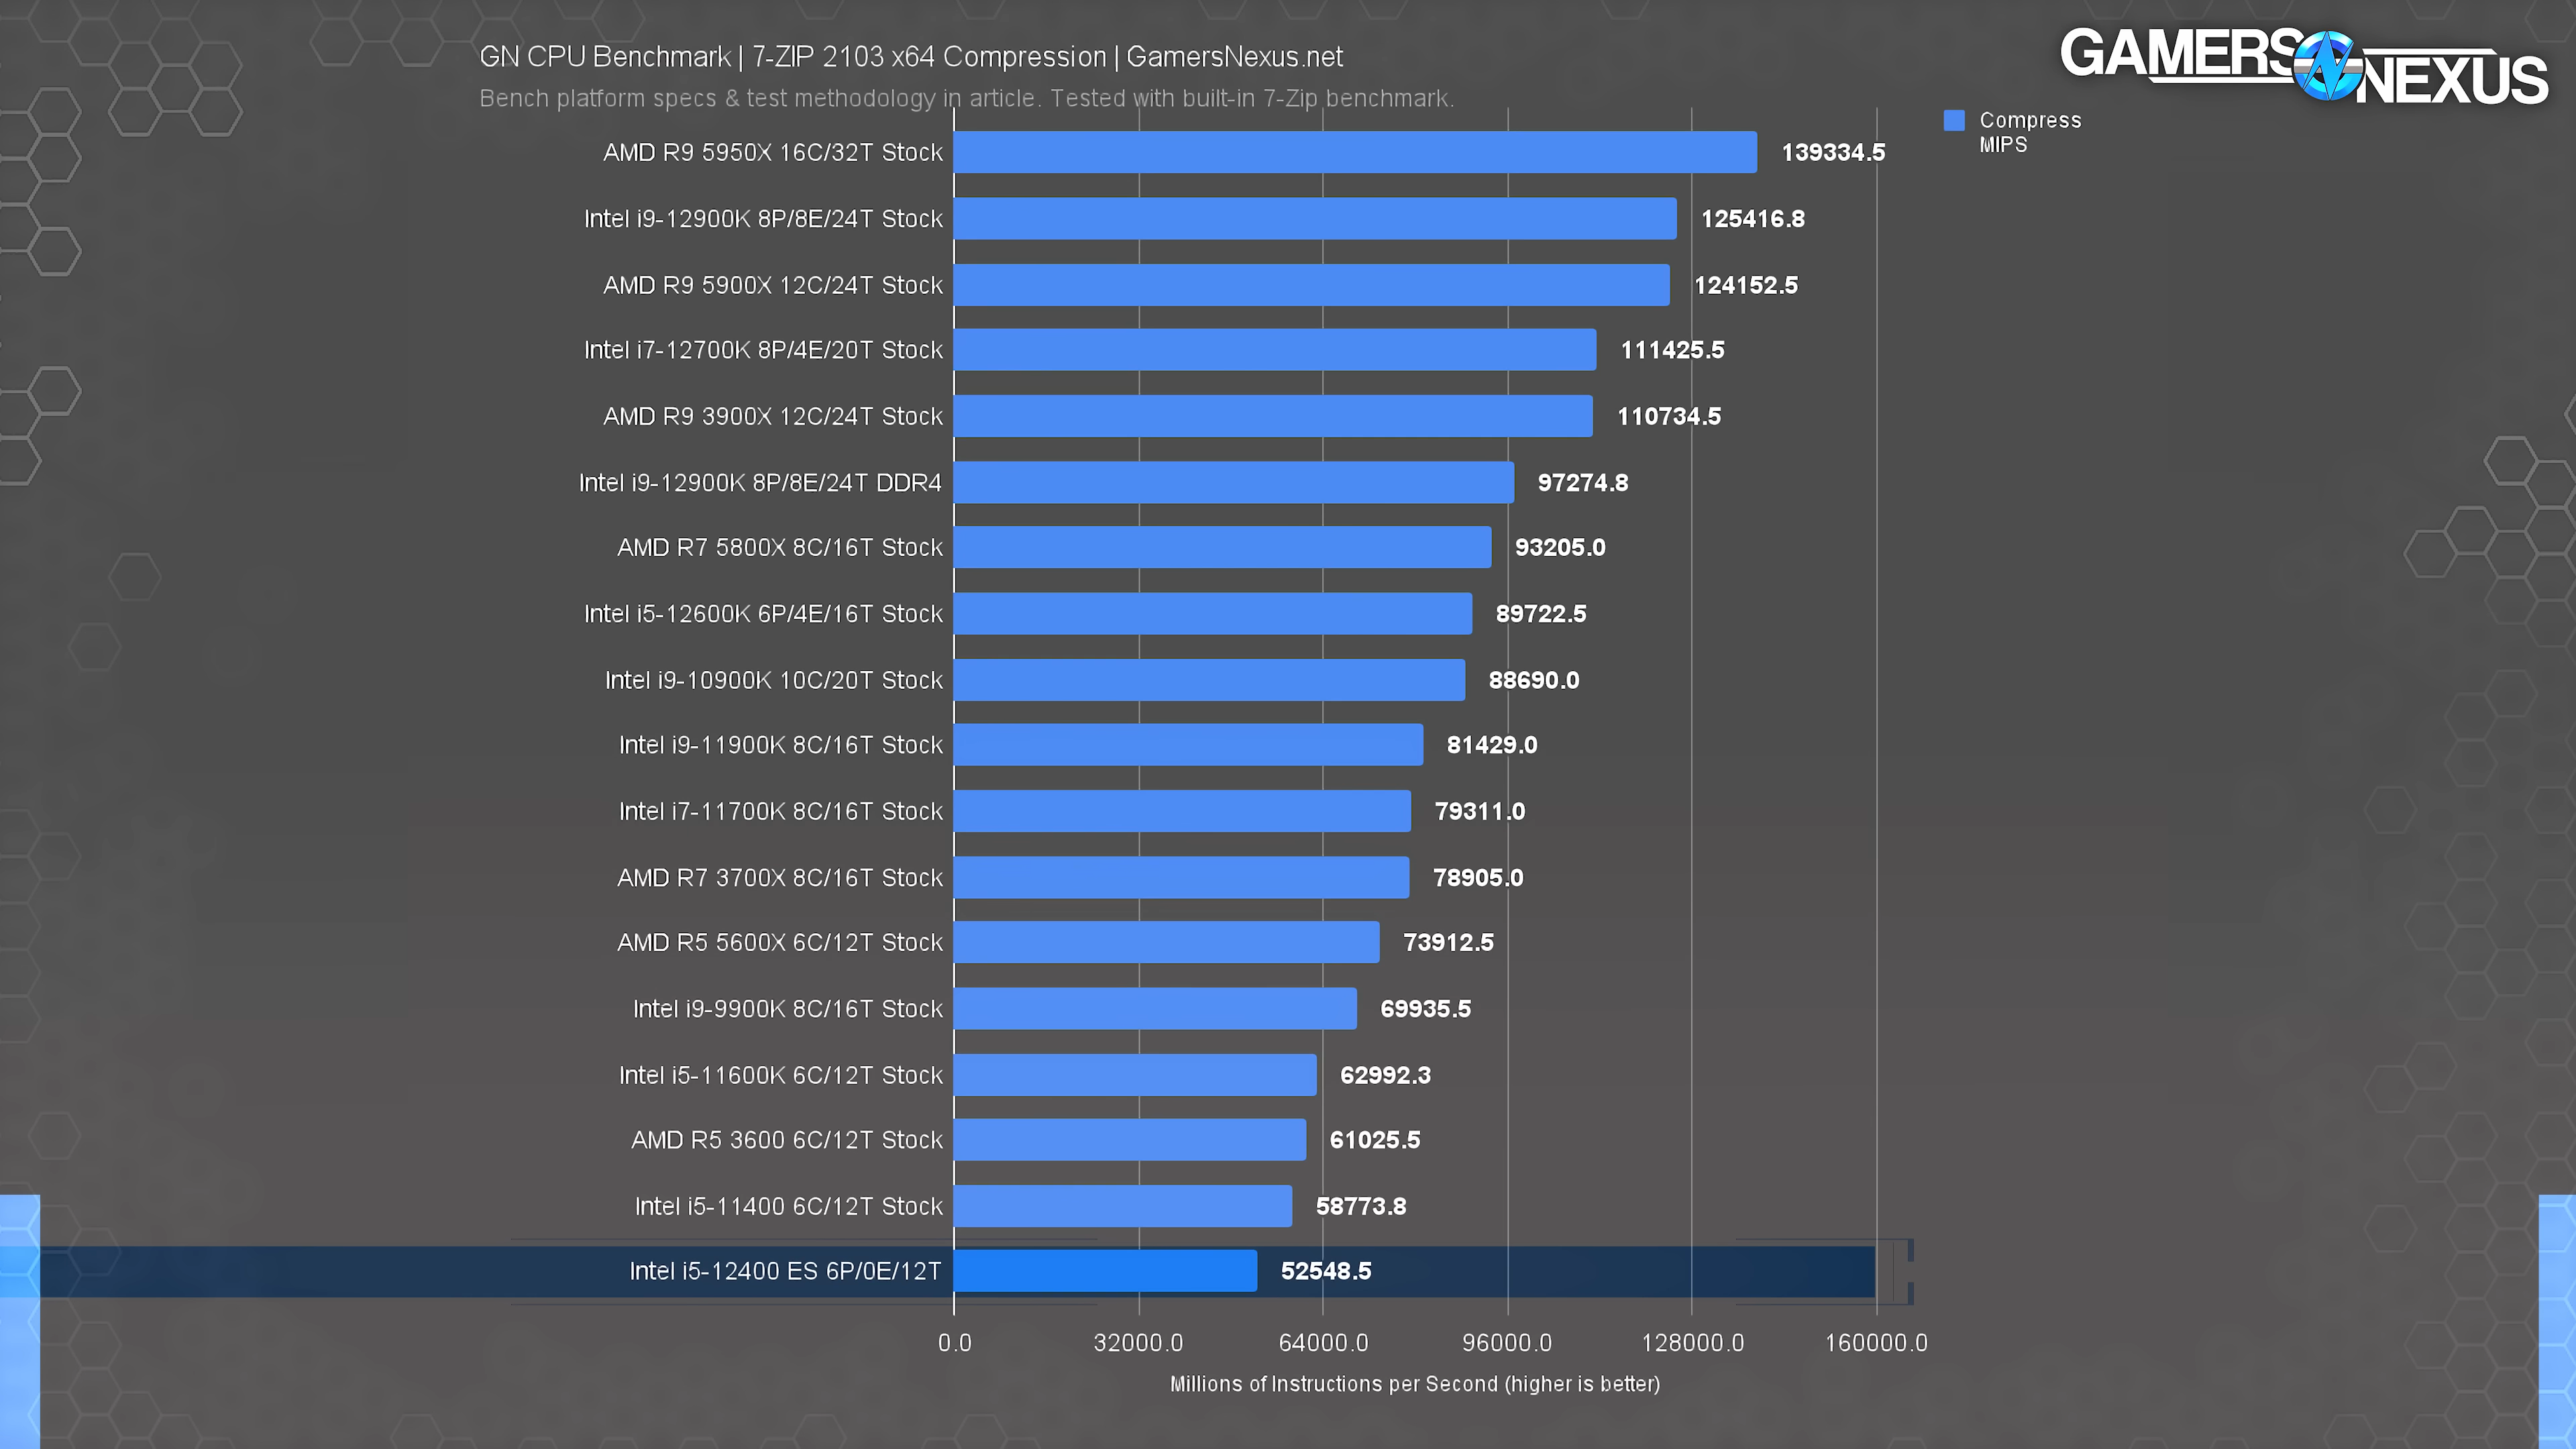 GN CPU Benchmark | 7-ZIP 2103 x64 Compression | GamersNexus.net
Bench platform specs & test methodology in article. Tested with built-in 7-Zip benchmark.
GAMERS NEXUS
Compress
MIPS
AMD R9 5950X 16C/32T Stock 139334.5
Intel i9-12900K 8P/8E/24T Stock 125416.8
AMD R9 5900X 12C/24T Stock 124152.5
Intel i7-12700K 8P/4E/20T Stock 111425.5
AMD R9 3900X 12C/24T Stock 110734.5
Intel i9-12900K 8P/8E/24T DDR4 97274.8
AMD R7 5800X 8C/16T Stock 93205.0
Intel i5-12600K 6P/4E/16T Stock 89722.5
Intel i9-10900K 10C/20T Stock 88690.0
Intel i9-11900K 8C/16T Stock 81429.0
Intel i7-11700K 8C/16T Stock 79311.0
AMD R7 3700X 8C/16T Stock 78905.0
AMD R5 5600X 6C/12T Stock 73912.5
Intel i9-9900K 8C/16T Stock 69935.5
Intel i5-11600K 6C/12T Stock 62992.3
AMD R5 3600 6C/12T Stock 61025.5
Intel i5-11400 6C/12T Stock 58773.8
Intel i5-12400 ES 6P/0E/12T 52548.5
0.0 32000.0 64000.0 96000.0 128000.0 160000.0
Millions of Instructions per Second (higher is better)